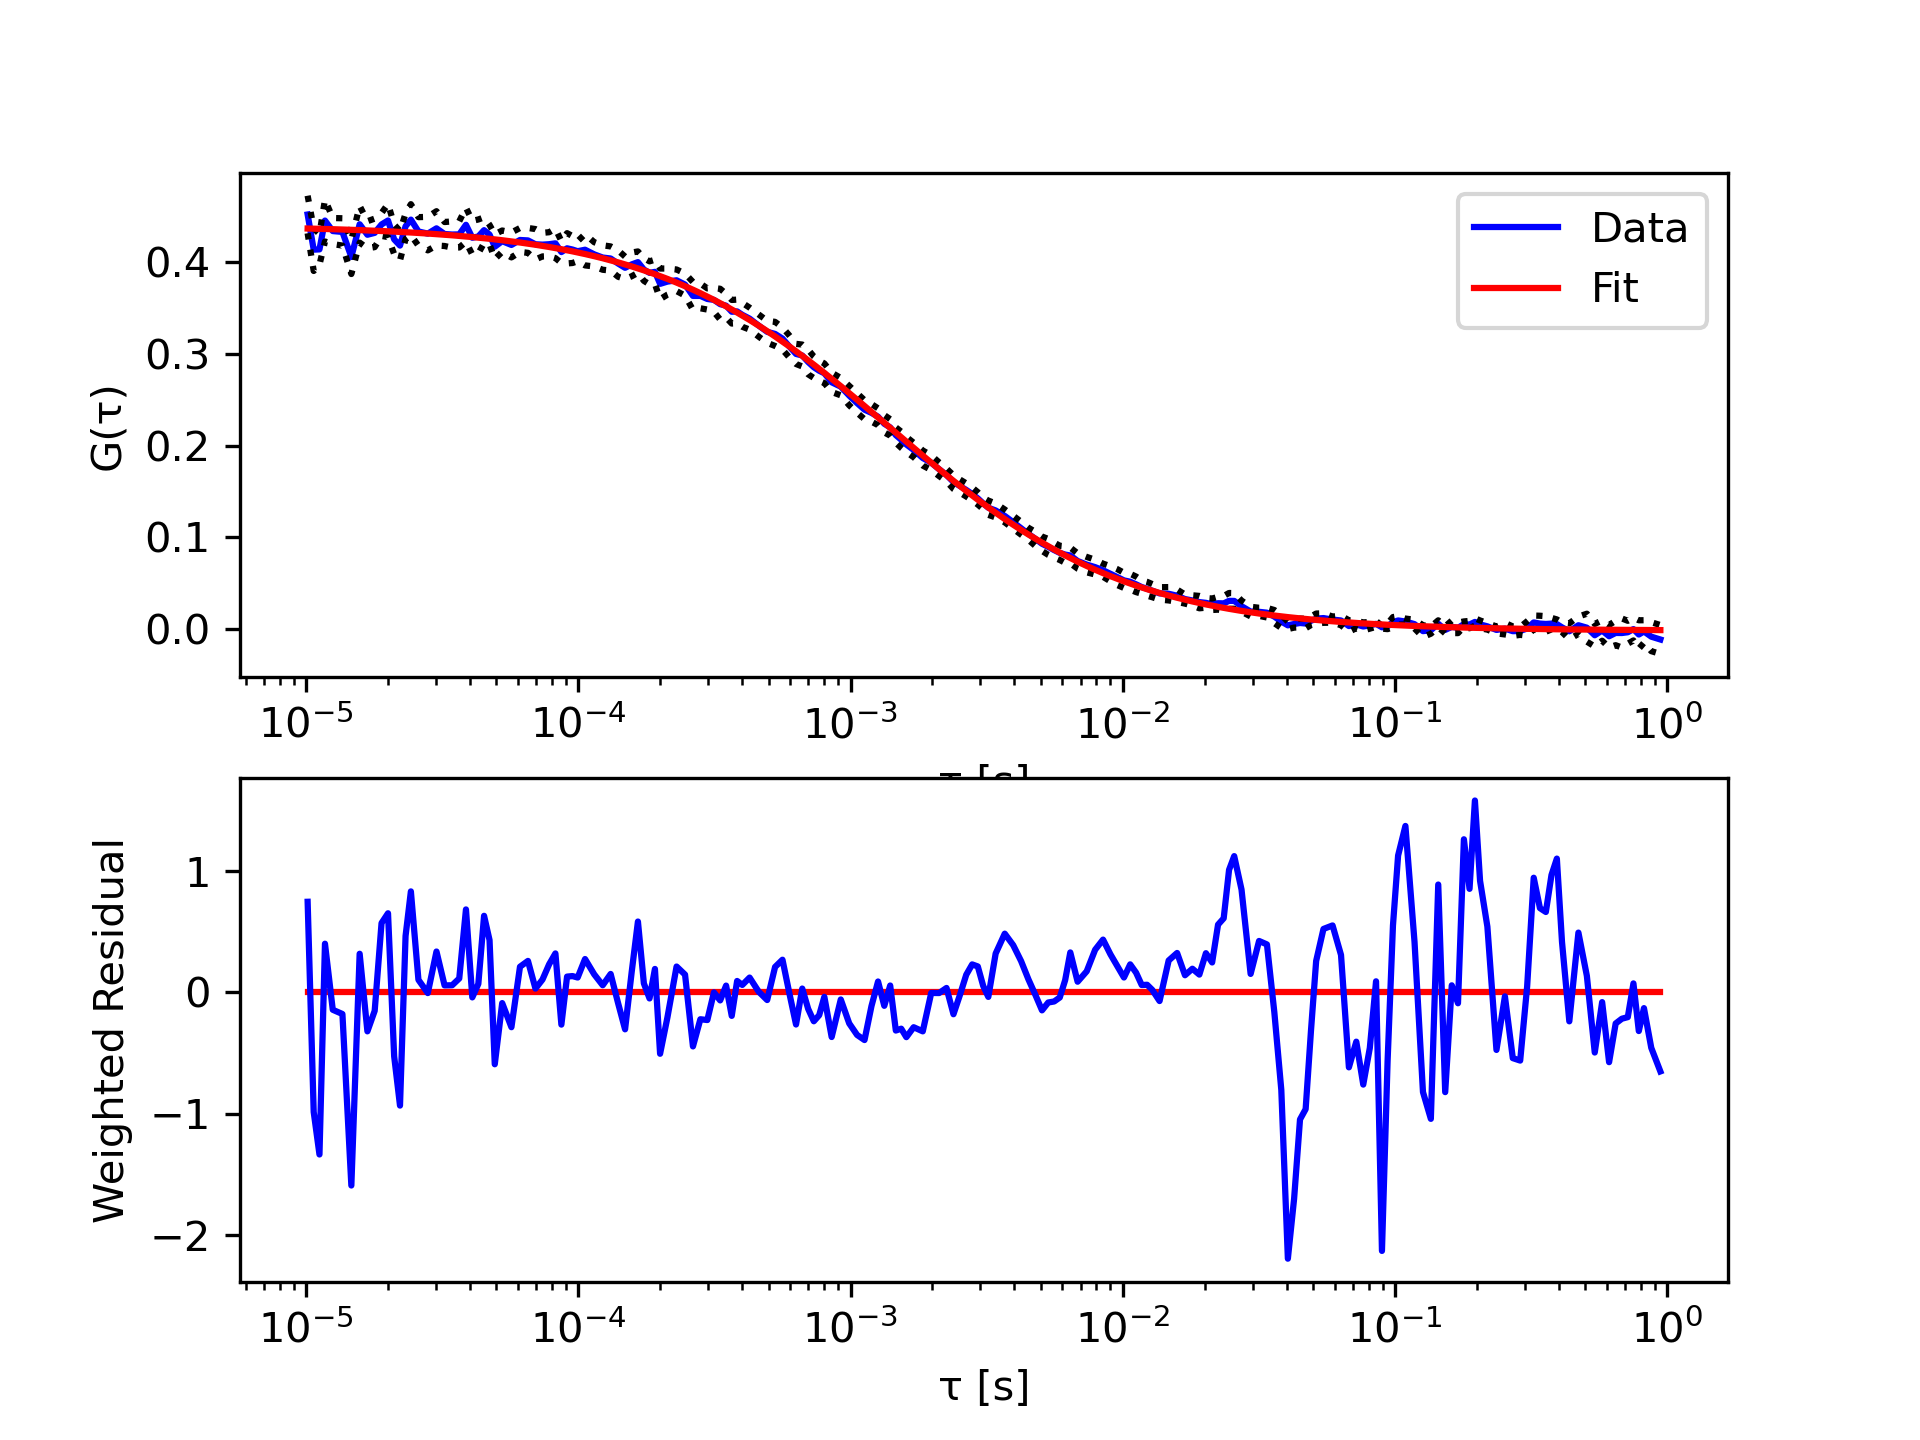 Data
Fit
G(τ)
0.4
0.3
0.2
0.1
0.0
10⁻⁵ 10⁻⁴ 10⁻³ 10⁻² 10⁻¹ 10⁰
τ [s]
Weighted Residual
1
0
−1
−2
10⁻⁵ 10⁻⁴ 10⁻³ 10⁻² 10⁻¹ 10⁰
τ [s]